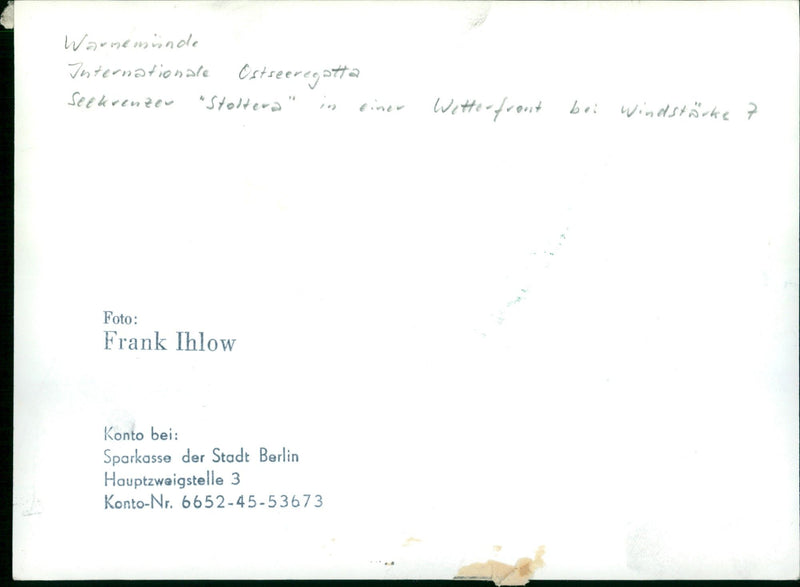 Warnemünde
Internationale Ostseeregatta
Seekreuzer "Stoltera" in einer Wetterfront bei Windstärke 7
Foto:
Frank Ihlow
Konto bei:
Sparkasse der Stadt Berlin
Hauptzweigstelle 3
Konto-Nr. 6652-45-53673